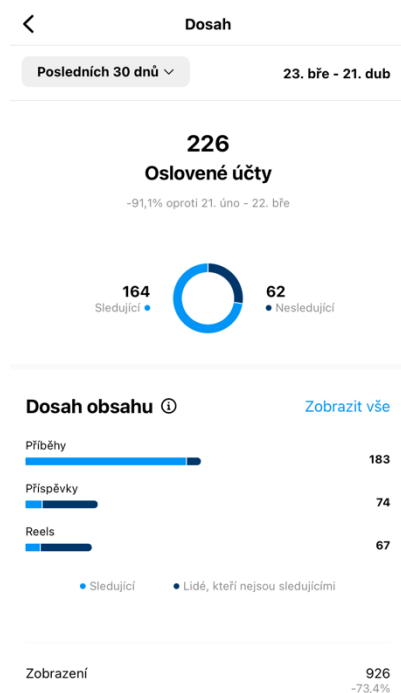 Dosah
Posledních 30 dnů
23. bře - 21. dub
226
Oslovené účty
-91,1% oproti 21. úno - 22. bře
164
Sledující
62
Nesledující
Dosah obsahu
Zobrazit vše
Příběhy
183
Příspěvky
74
Reels
67
Sledující
Lidé, kteří nejsou sledujícími
Zobrazení
926
-73.4%